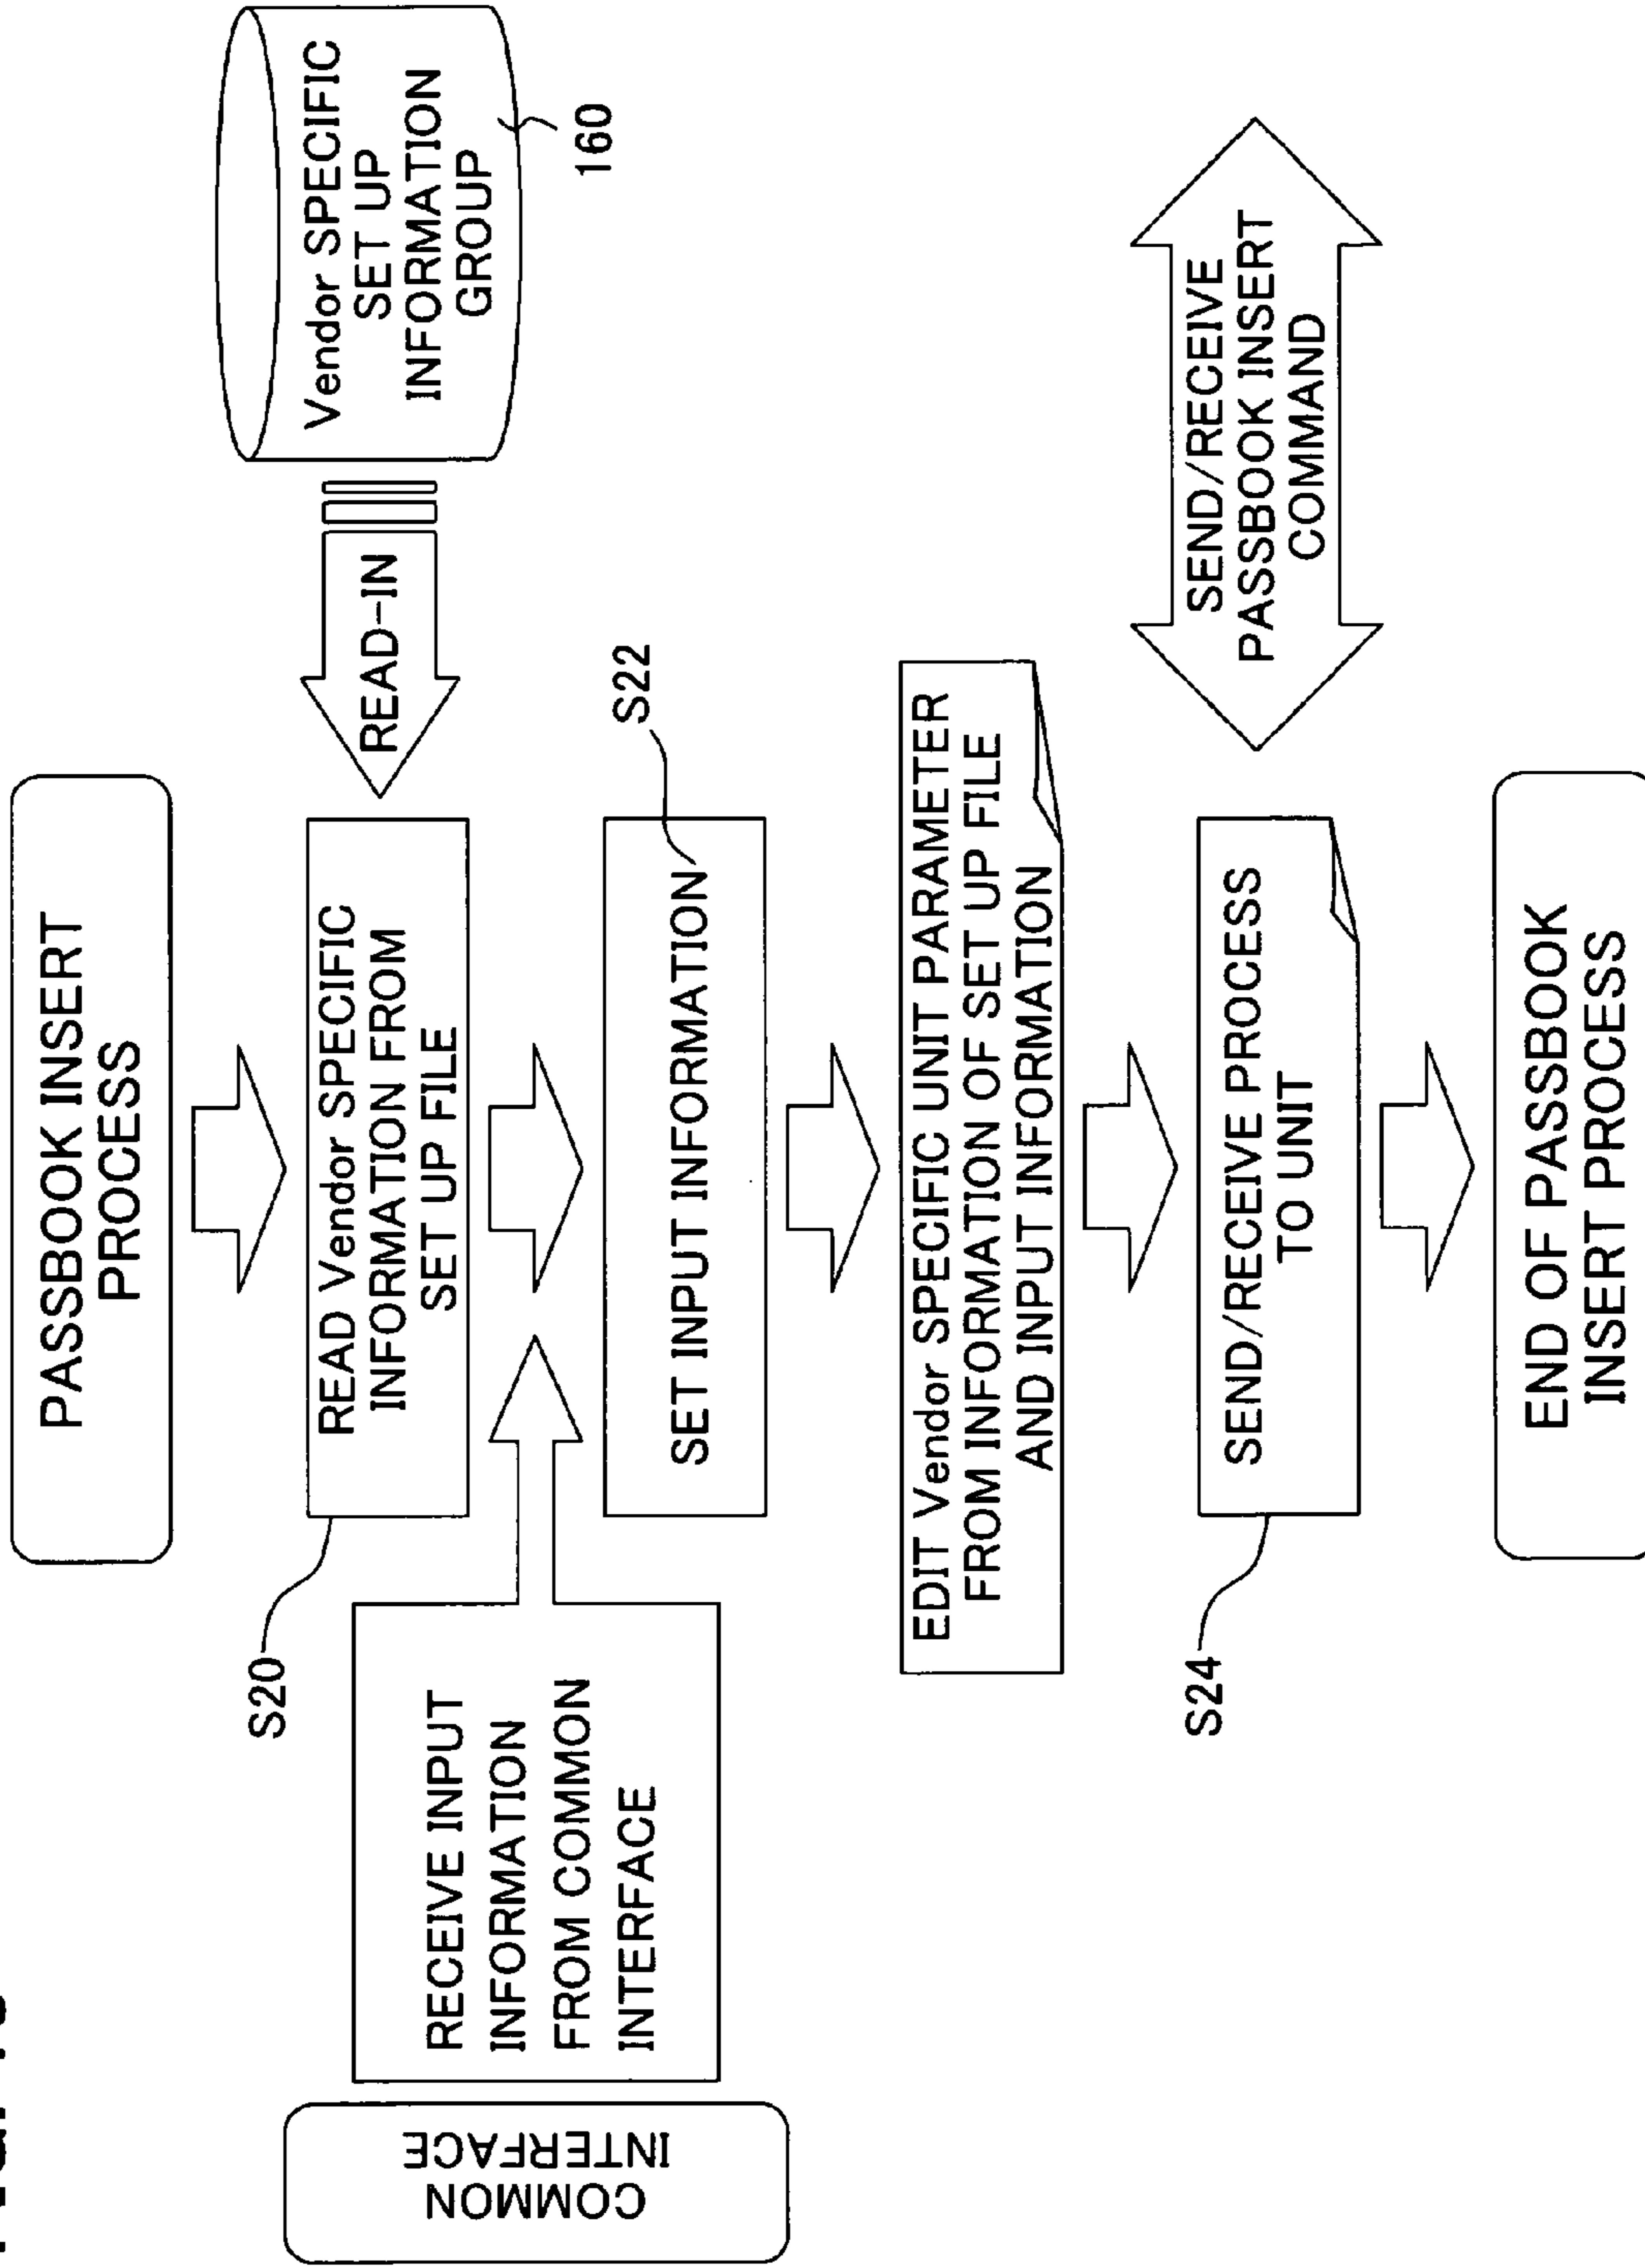 PASSBOOK INSERT
PROCESS
S20
READ Vendor SPECIFIC
INFORMATION FROM
SET UP FILE
READ-IN
Vendor SPECIFIC
SET UP
INFORMATION
GROUP
160
COMMON
INTERFACE
RECEIVE INPUT
INFORMATION
FROM COMMON
INTERFACE
S22
SET INPUT INFORMATION
EDIT Vendor SPECIFIC UNIT PARAMETER
FROM INFORMATION OF SET UP FILE
AND INPUT INFORMATION
S24
SEND/RECEIVE PROCESS
TO UNIT
SEND/RECEIVE
PASSBOOK INSERT
COMMAND
END OF PASSBOOK
INSERT PROCESS